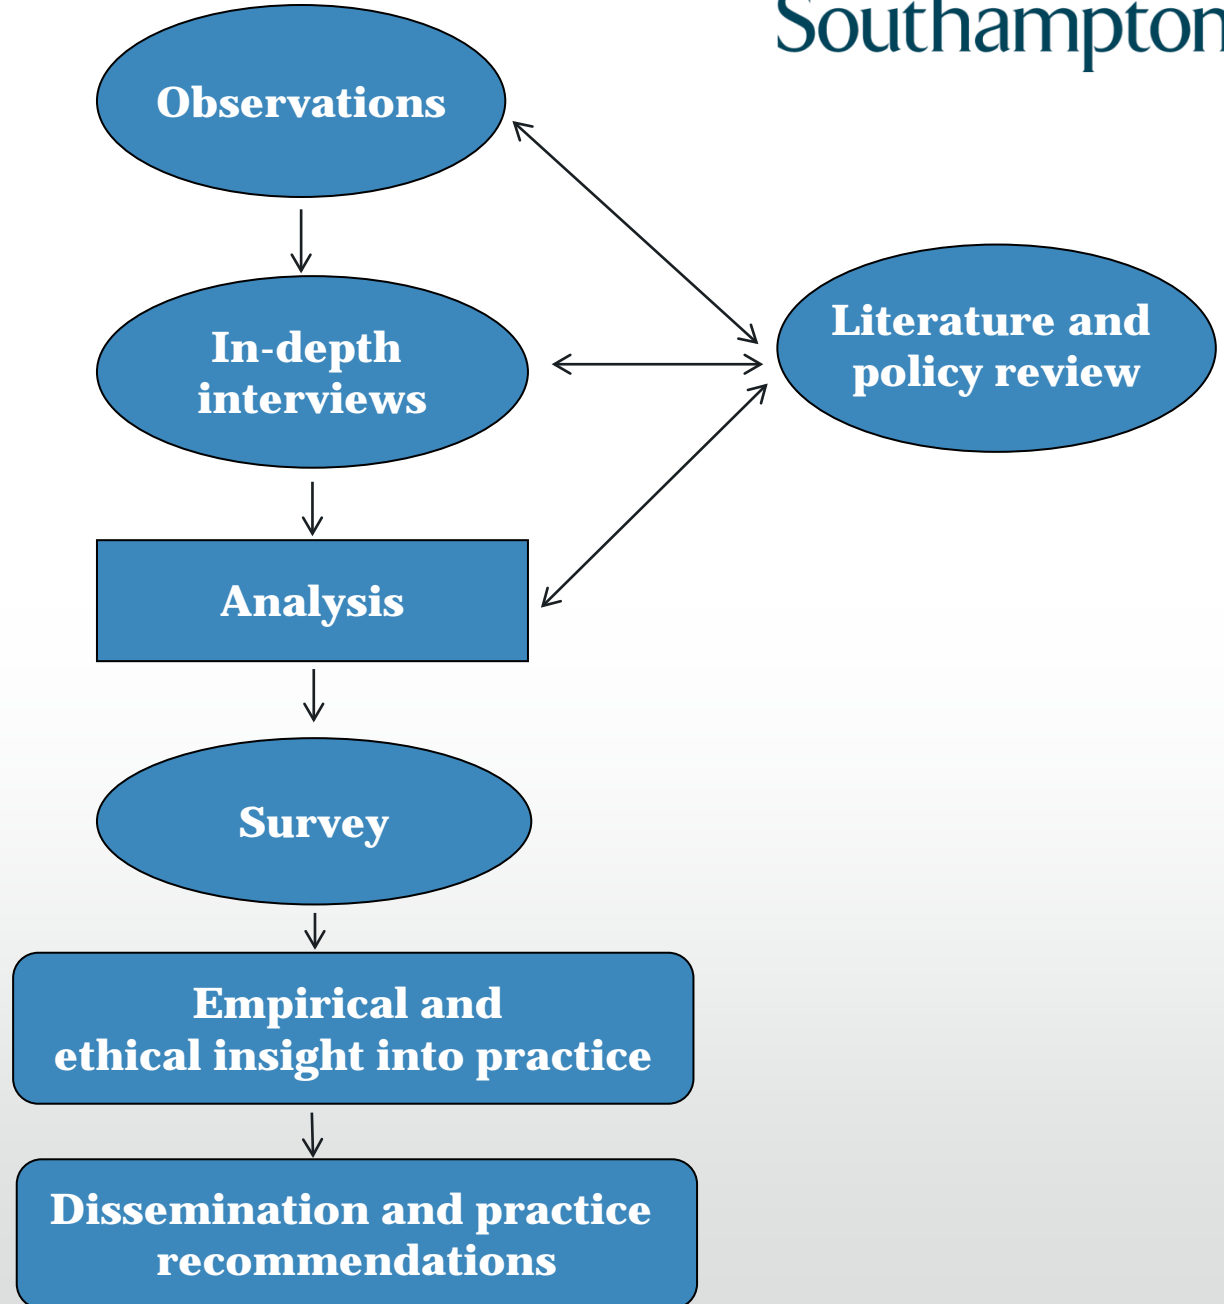 Southampton
Observations
In-depth
interviews
Literature and
policy review
Analysis
Survey
Empirical and
ethical insight into practice
Dissemination and practice
recommendations